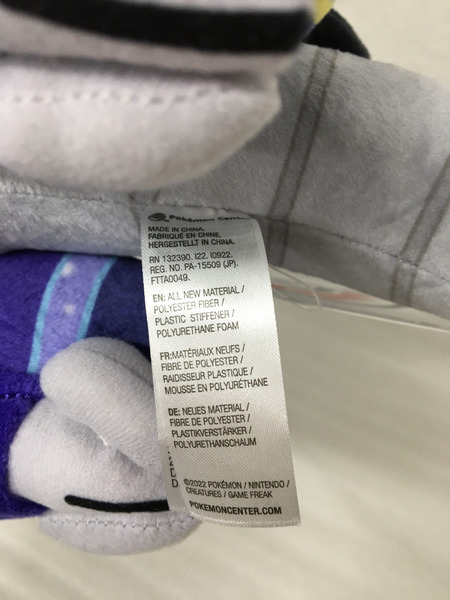 Pokémon Center
MADE IN CHINA.
FABRIQUÉ EN CHINE.
HERGESTELLT IN CHINA.
RN 132390. I22. I0922.
REG. NO. PA-15509 (JP).
FTTA0049.
EN: ALL NEW MATERIAL /
POLYESTER FIBER /
PLASTIC STIFFENER /
POLYURETHANE FOAM
FR:MATÉRIAUX NEUFS /
FIBRE DE POLYESTER /
RAIDISSEUR PLASTIQUE /
MOUSSE EN POLYURÉTHANE
DE: NEUES MATERIAL /
FIBRE DE POLYESTER /
PLASTIKVERSTÄRKER /
POLYURETHANSCHAUM
©2022 POKÉMON / NINTENDO /
CREATURES / GAME FREAK
POKEMONCENTER.COM